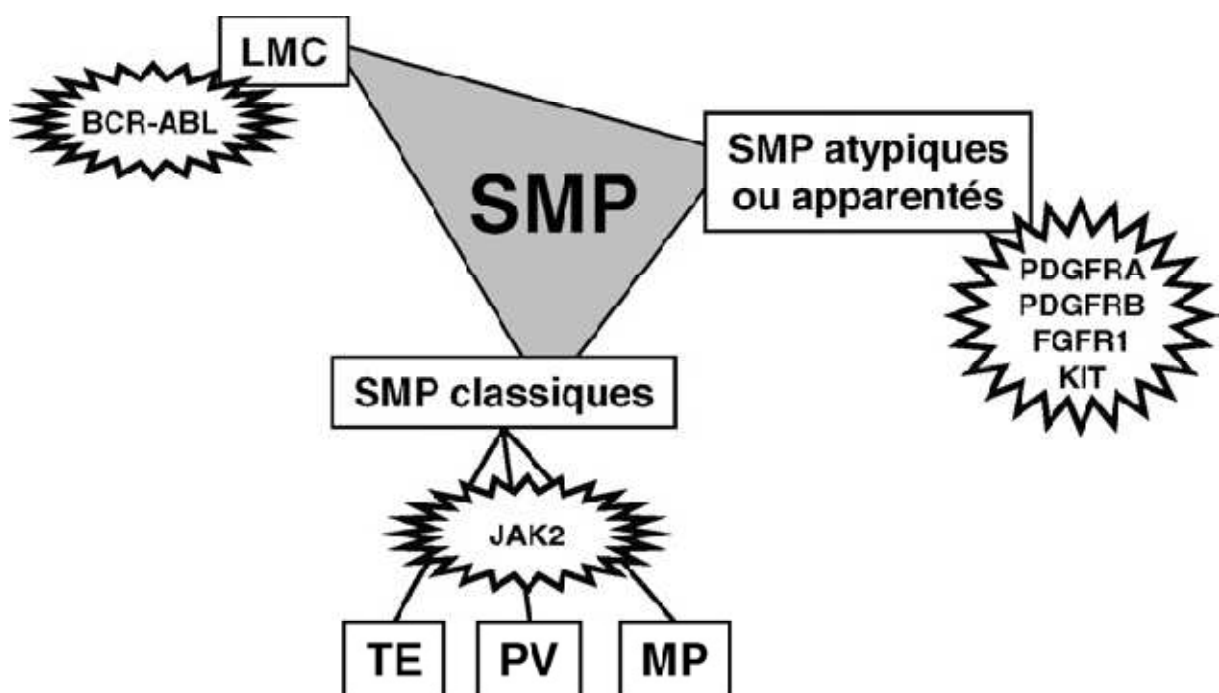 LMC
BCR-ABL
SMP atypiques
ou apparentés
SMP
PDGFRA
PDGFRB
FGFR1
KIT
SMP classiques
JAK2
TE
PV
MP